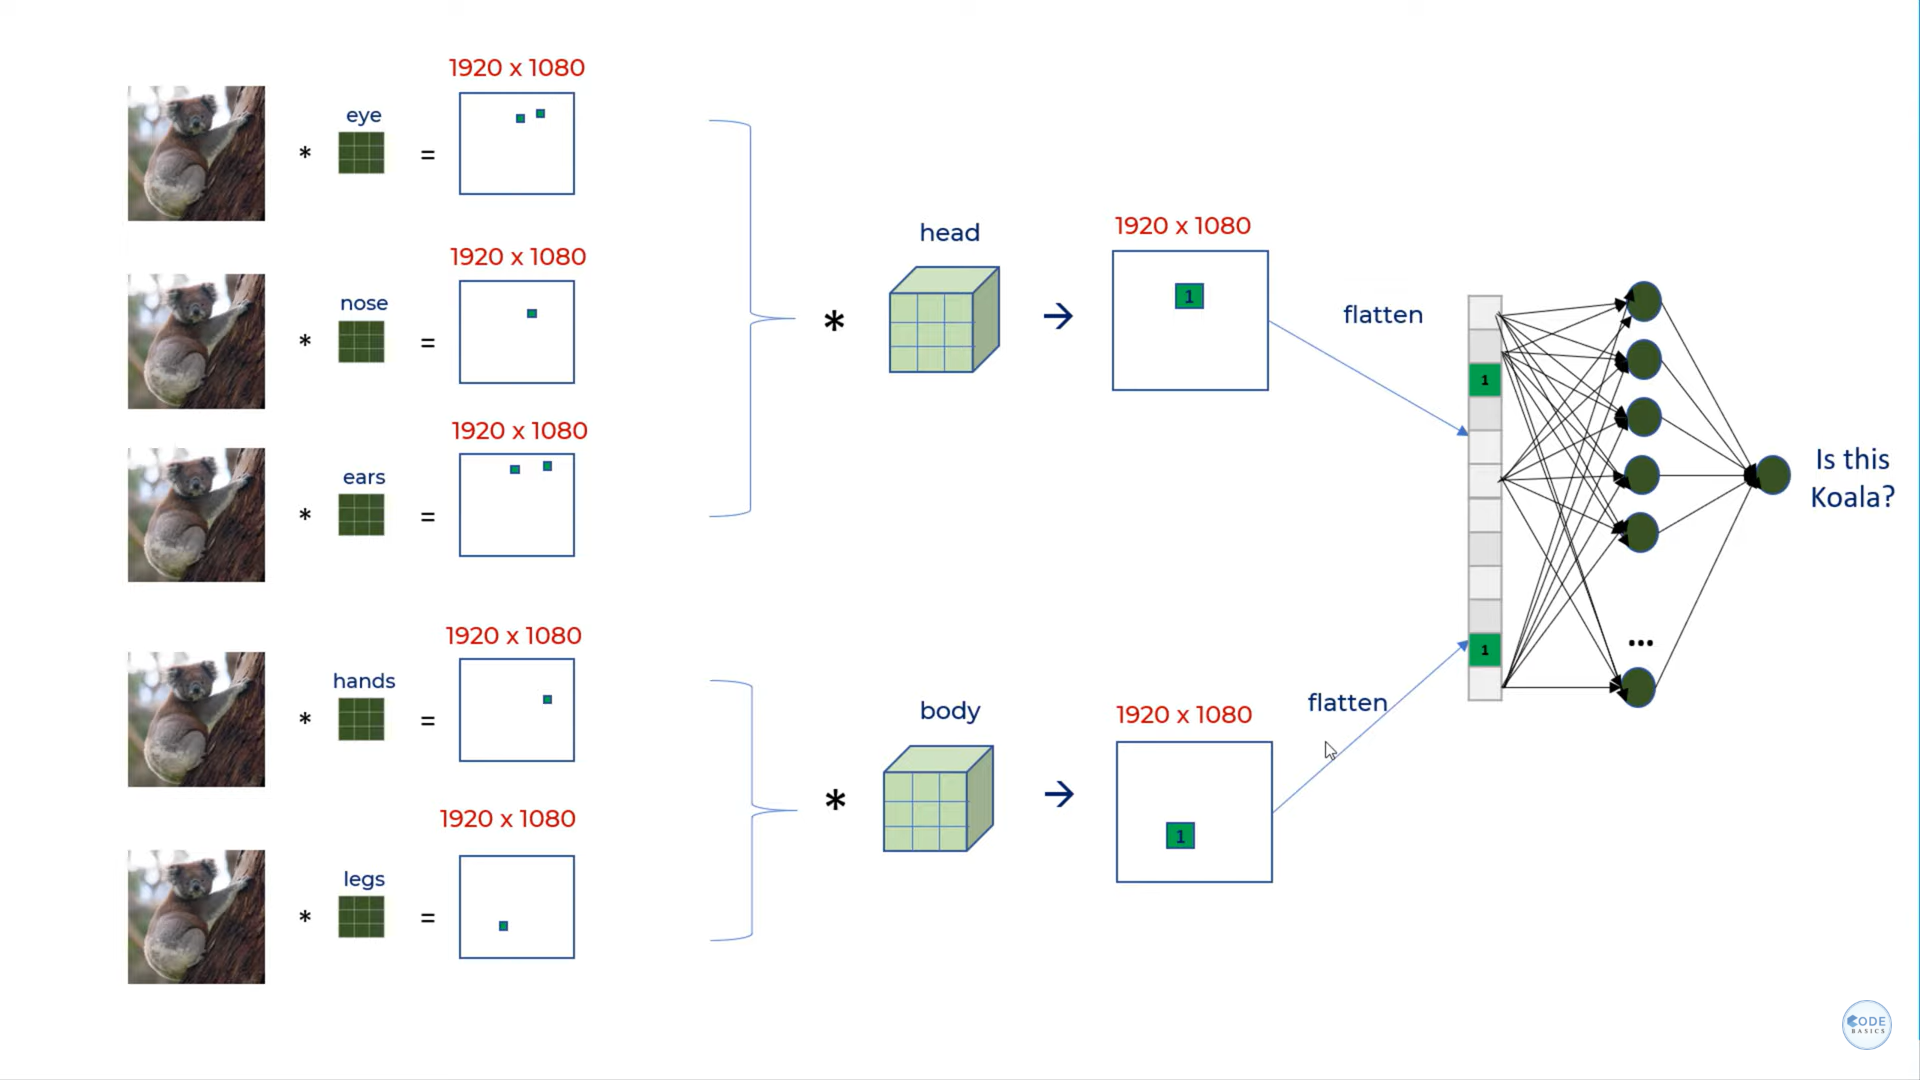 1920 x 1080
eye
*
=
1920 x 1080
nose
*
=
1920 x 1080
ears
*
=
head
*
→
1920 x 1080
1
flatten
1
1920 x 1080
hands
*
=
1920 x 1080
legs
*
=
body
*
→
1920 x 1080
1
flatten
1
...
Is this
Koala?
CODE
BASICS